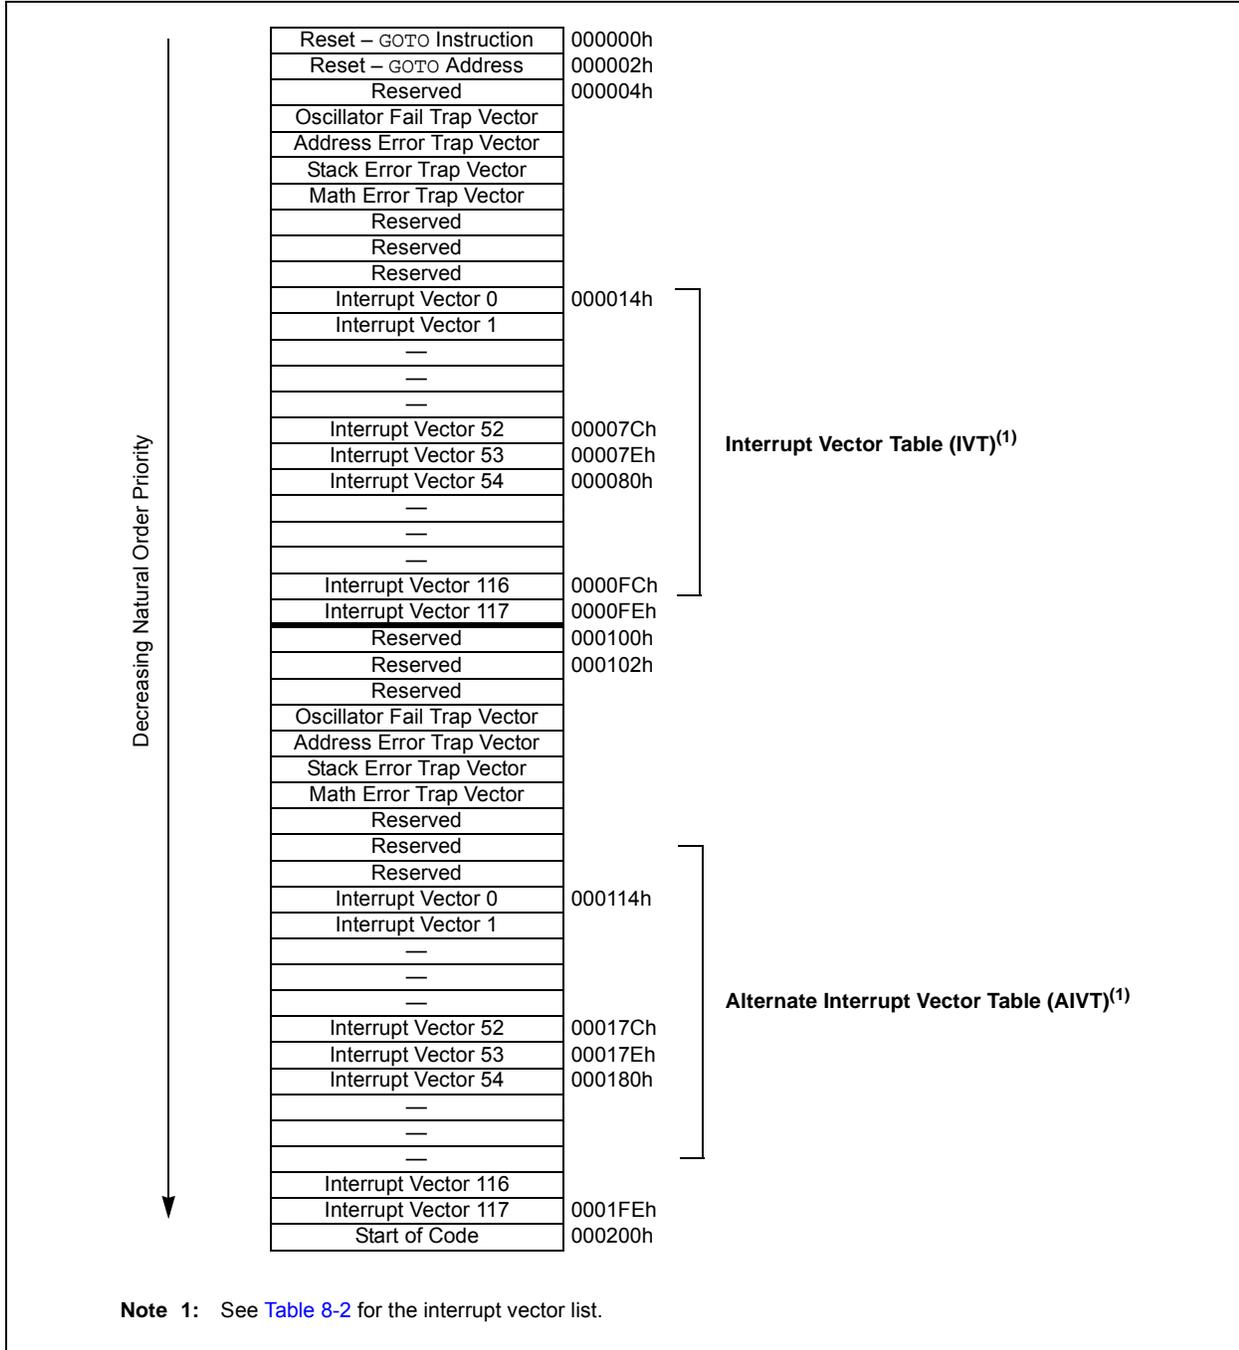 Reset – GOTO Instruction 000000h
Reset – GOTO Address 000002h
Reserved 000004h
Oscillator Fail Trap Vector
Address Error Trap Vector
Stack Error Trap Vector
Math Error Trap Vector
Reserved
Reserved
Reserved
Interrupt Vector 0 000014h
Interrupt Vector 1
—
—
—
Interrupt Vector 52 00007Ch
Interrupt Vector 53 00007Eh
Interrupt Vector 54 000080h
—
—
—
Interrupt Vector 116 0000FCh
Interrupt Vector 117 0000FEh
Interrupt Vector Table (IVT)(1)
Decreasing Natural Order Priority
Reserved 000100h
Reserved 000102h
Reserved
Oscillator Fail Trap Vector
Address Error Trap Vector
Stack Error Trap Vector
Math Error Trap Vector
Reserved
Reserved
Reserved
Interrupt Vector 0 000114h
Interrupt Vector 1
—
—
—
Interrupt Vector 52 00017Ch
Interrupt Vector 53 00017Eh
Interrupt Vector 54 000180h
—
—
—
Interrupt Vector 116
Interrupt Vector 117 0001FEh
Start of Code 000200h
Alternate Interrupt Vector Table (AIVT)(1)
Note 1: See Table 8-2 for the interrupt vector list.